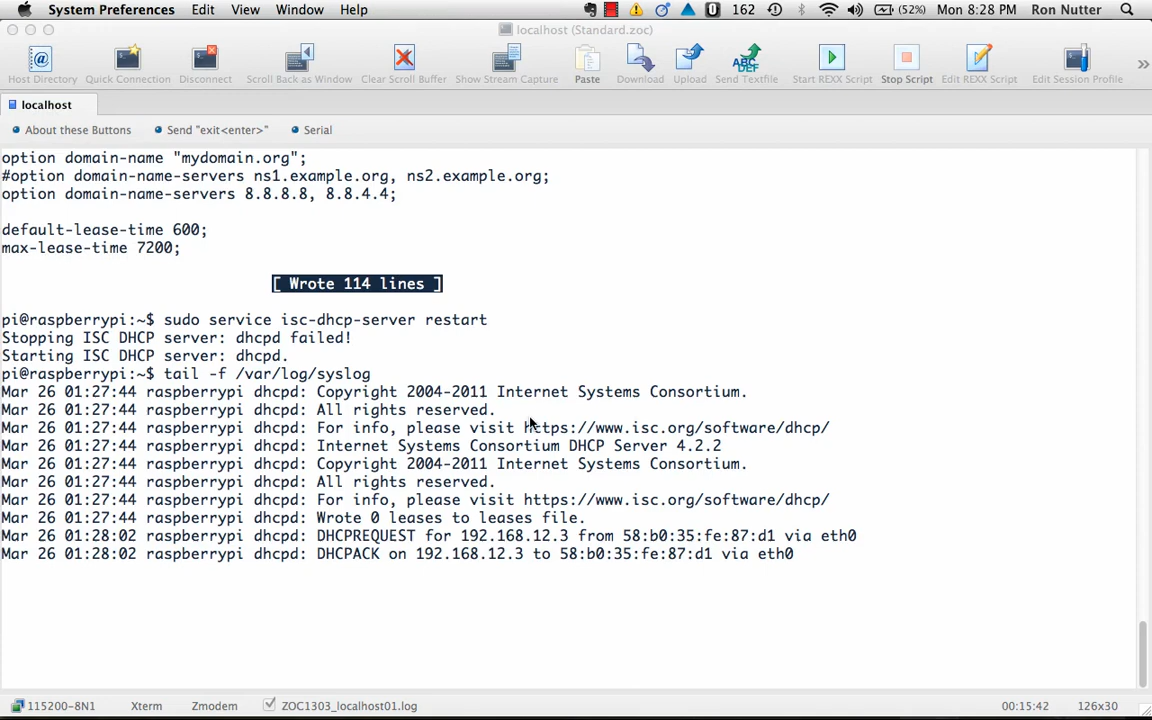 System Preferences Edit View Window Help 162 (52%) Mon 8:28 PM Ron Nutter
localhost (Standard.zoc)
Host Directory Quick Connection Disconnect Scroll Back as Window Clear Scroll Buffer Show Stream Capture Paste Download Upload Send Textfile Start REXX Script Stop Script Edit REXX Script Edit Session Profile
localhost
About these Buttons Send "exit<enter>" Serial
option domain-name "mydomain.org";
#option domain-name-servers ns1.example.org, ns2.example.org;
option domain-name-servers 8.8.8.8, 8.8.4.4;
default-lease-time 600;
max-lease-time 7200;
[ Wrote 114 lines ]
pi@raspberrypi:~$ sudo service isc-dhcp-server restart
Stopping ISC DHCP server: dhcpd failed!
Starting ISC DHCP server: dhcpd.
pi@raspberrypi:~$ tail -f /var/log/syslog
Mar 26 01:27:44 raspberrypi dhcpd: Copyright 2004-2011 Internet Systems Consortium.
Mar 26 01:27:44 raspberrypi dhcpd: All rights reserved.
Mar 26 01:27:44 raspberrypi dhcpd: For info, please visit https://www.isc.org/software/dhcp/
Mar 26 01:27:44 raspberrypi dhcpd: Internet Systems Consortium DHCP Server 4.2.2
Mar 26 01:27:44 raspberrypi dhcpd: Copyright 2004-2011 Internet Systems Consortium.
Mar 26 01:27:44 raspberrypi dhcpd: All rights reserved.
Mar 26 01:27:44 raspberrypi dhcpd: For info, please visit https://www.isc.org/software/dhcp/
Mar 26 01:27:44 raspberrypi dhcpd: Wrote 0 leases to leases file.
Mar 26 01:28:02 raspberrypi dhcpd: DHCPREQUEST for 192.168.12.3 from 58:b0:35:fe:87:d1 via eth0
Mar 26 01:28:02 raspberrypi dhcpd: DHCPACK on 192.168.12.3 to 58:b0:35:fe:87:d1 via eth0
115200-8N1 Xterm Zmodem ZOC1303_localhost01.log 00:15:42 126x30